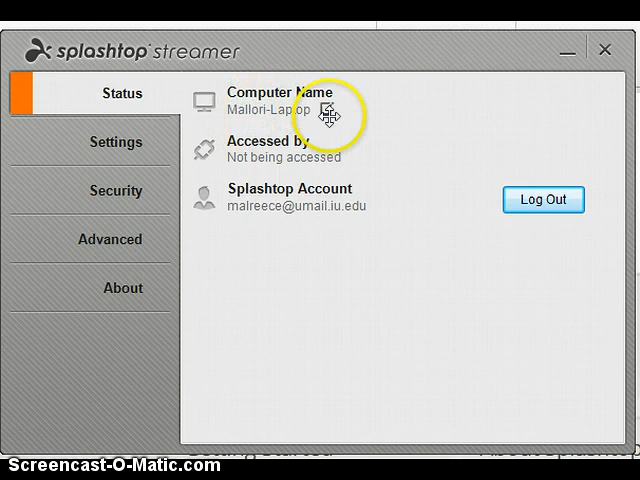 splashtop streamer
Status
Settings
Security
Advanced
About
Computer Name
Mallori-Laptop
Accessed by
Not being accessed
Splashtop Account
malreece@umail.iu.edu
Log Out
Screencast-O-Matic.com